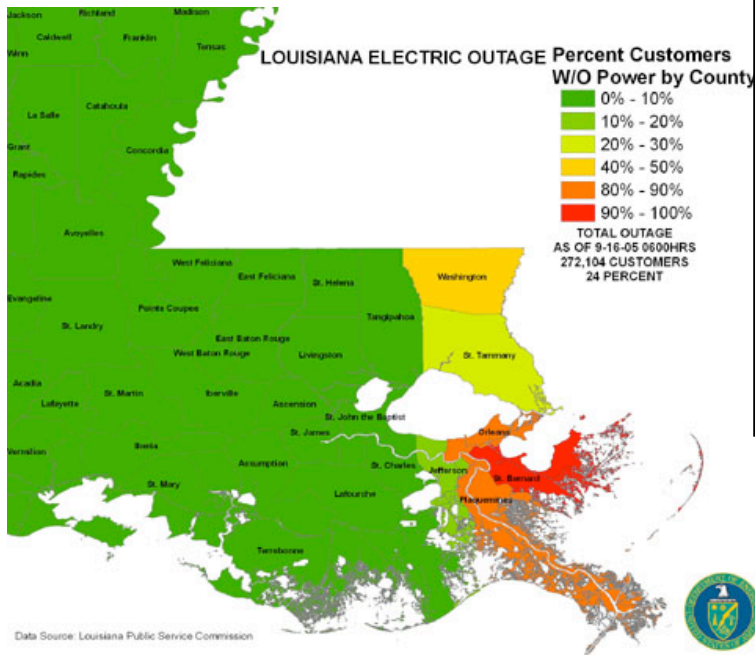 Jackson
Richland
Madison
Caldwell
Franklin
Winn
Tensas
LOUISIANA ELECTRIC OUTAGE
Percent Customers
W/O Power by County
0% - 10%
10% - 20%
20% - 30%
40% - 50%
80% - 90%
90% - 100%
TOTAL OUTAGE
AS OF 9-16-05 0600HRS
272,104 CUSTOMERS
24 PERCENT
Catahoula
La Salle
Grant
Concordia
Rapides
Avoyelles
West Feliciana
East Feliciana
St. Helena
Washington
Evangeline
Pointe Coupee
Tangipahoa
St. Landry
East Baton Rouge
West Baton Rouge
Livingston
St. Tammany
Acadia
Lafayette
St. Martin
Iberville
Ascension
St. John the Baptist
St. James
Orleans
Vermilion
Iberia
Assumption
St. Charles
Jefferson
St. Bernard
St. Mary
Lafourche
Plaquemines
Terrebonne
Data Source: Louisiana Public Service Commission